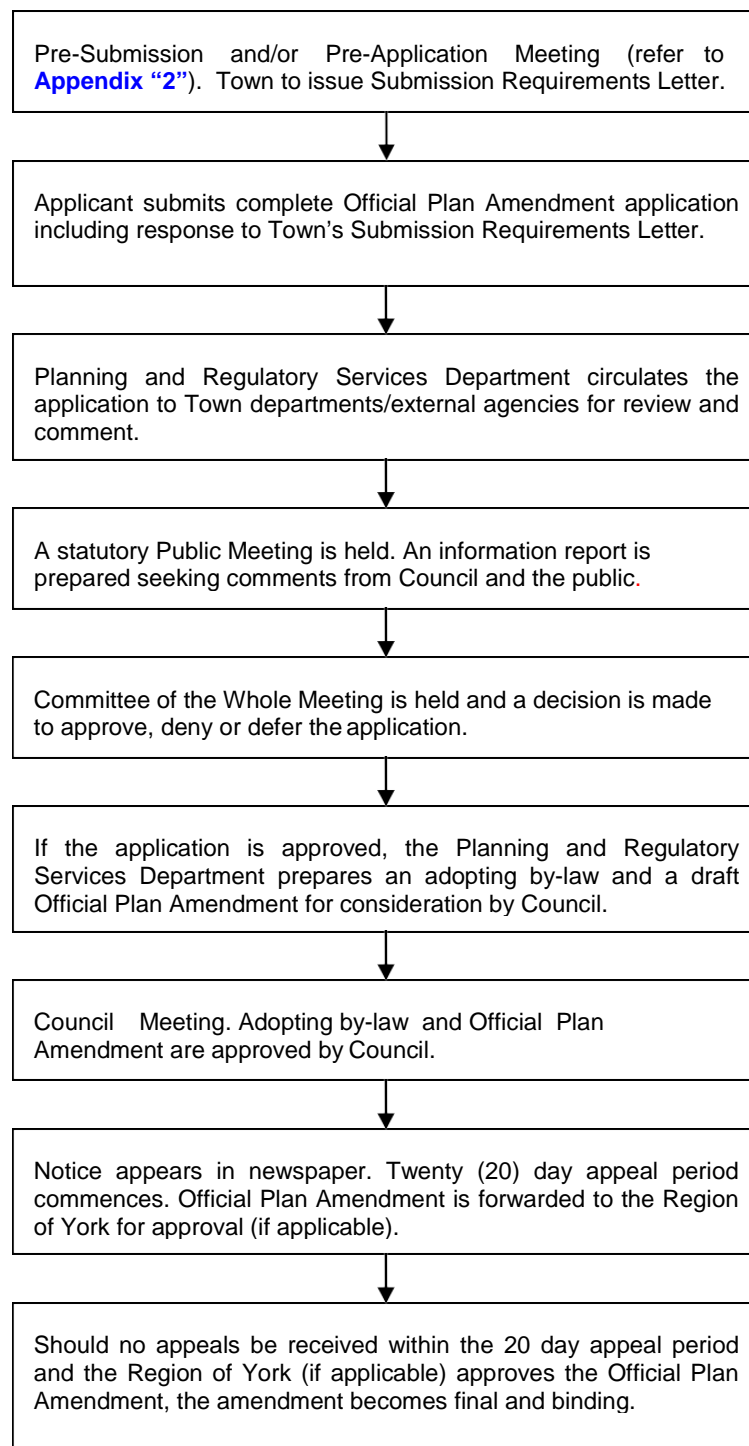 Pre-Submission and/or Pre-Application Meeting (refer to
Appendix “2”). Town to issue Submission Requirements Letter.
Applicant submits complete Official Plan Amendment application
including response to Town’s Submission Requirements Letter.
Planning and Regulatory Services Department circulates the
application to Town departments/external agencies for review and
comment.
A statutory Public Meeting is held. An information report is
prepared seeking comments from Council and the public.
Committee of the Whole Meeting is held and a decision is made
to approve, deny or defer the application.
If the application is approved, the Planning and Regulatory
Services Department prepares an adopting by-law and a draft
Official Plan Amendment for consideration by Council.
Council Meeting. Adopting by-law and Official Plan
Amendment are approved by Council.
Notice appears in newspaper. Twenty (20) day appeal period
commences. Official Plan Amendment is forwarded to the Region
of York for approval (if applicable).
Should no appeals be received within the 20 day appeal period
and the Region of York (if applicable) approves the Official Plan
Amendment, the amendment becomes final and binding.